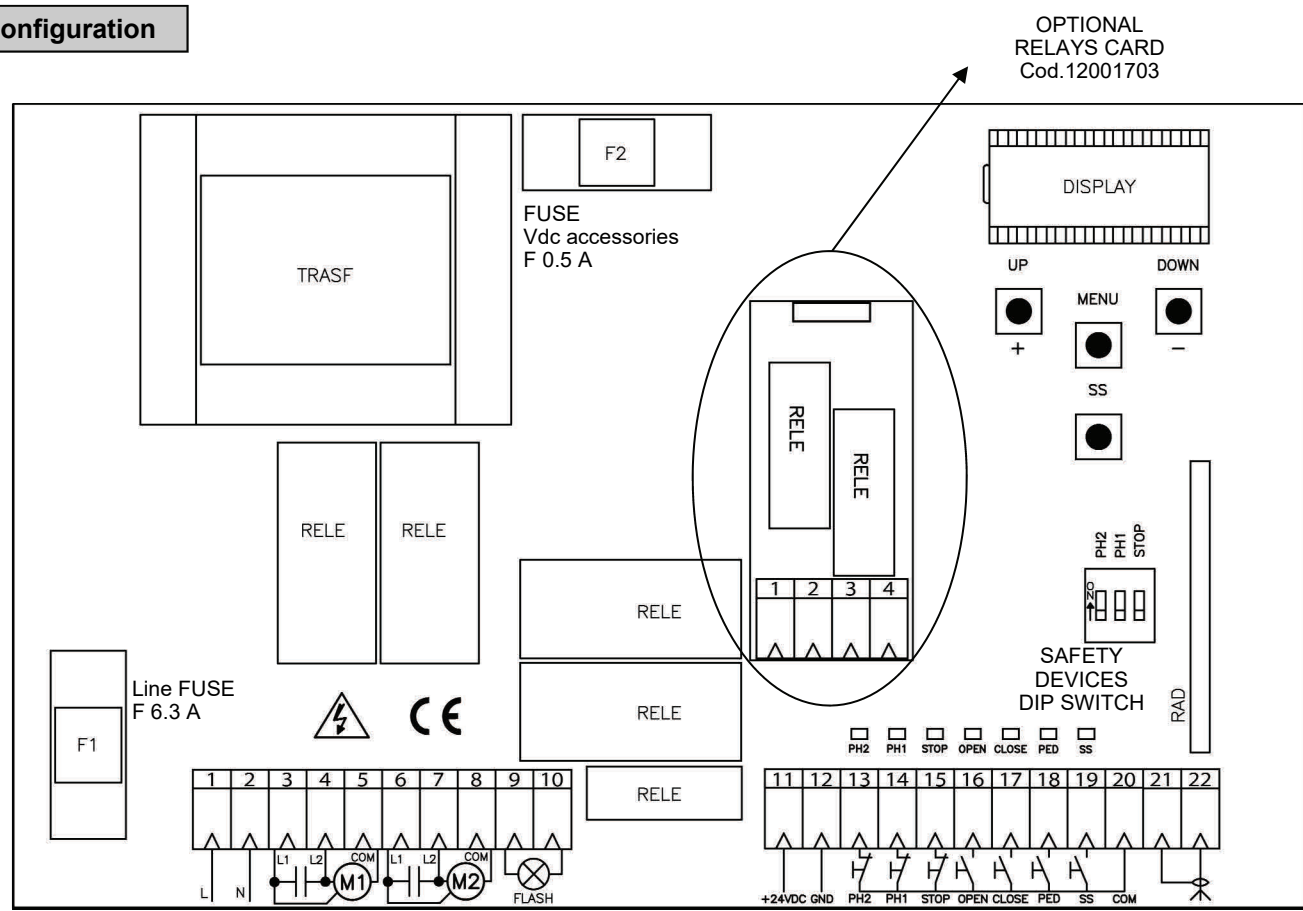 onfiguration
OPTIONAL
RELAYS CARD
Cod.12001703
F2
DISPLAY
FUSE
Vdc accessories
F 0.5 A
TRASF
UP
DOWN
MENU
+
-
SS
RELE
RELE
RELE RELE
PH2
PH1
STOP
ON
1 2 3 4
RELE
SAFETY
DEVICES
DIP SWITCH
Line FUSE
F 6.3 A
RAD
CE
RELE
F1
PH2 PH1 STOP OPEN CLOSE PED SS
1 2 3 4 5 6 7 8 9 10
RELE
11 12 13 14 15 16 17 18 19 20 21 22
L1 L2 COM L1 L2 COM
L N M1 M2 FLASH
+24VDC GND PH2 PH1 STOP OPEN CLOSE PED SS COM